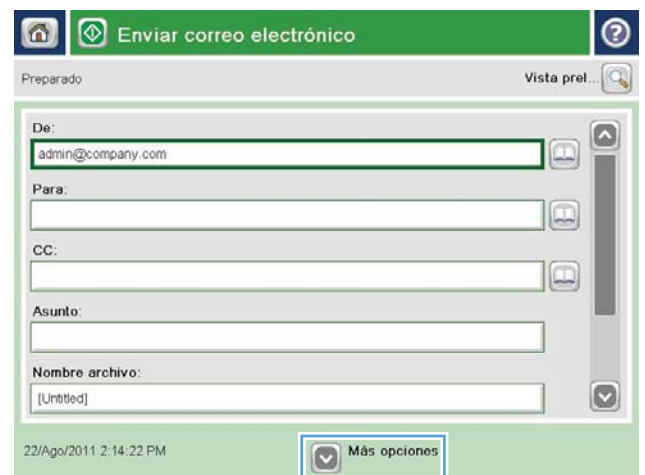 Enviar correo electrónico
Preparado
Vista prel...
De:
admin@company.com
Para:
CC:
Asunto:
Nombre archivo:
[Untitled]
22/Ago/2011 2:14:22 PM
Más opciones